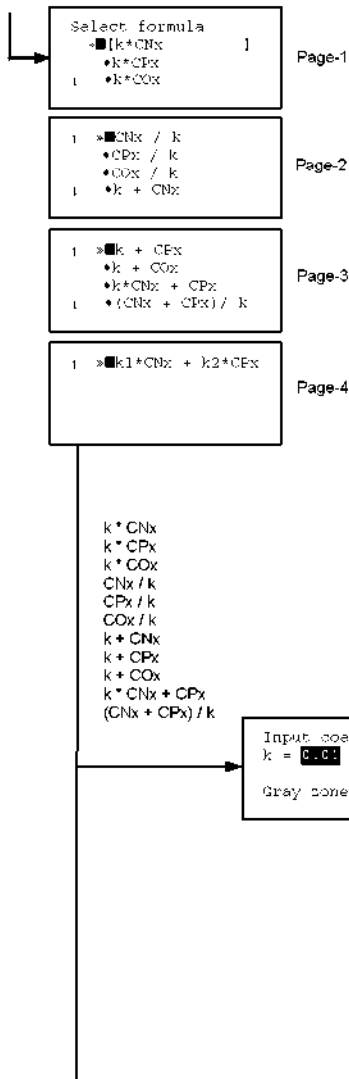 Select formula
»■[k*CNx ]
♦k*CPx
↓ ♦k*COx
Page-1
↑ »■CNx / k
♦CPx / k
♦COx / k
↓ ♦k + CNx
Page-2
↑ »■k + CPx
♦k + COx
♦k*CNx + CPx
↓ ♦(CNx + CPx)/ k
Page-3
↑ »■k1*CNx + k2*CPx
Page-4
k * CNx
k * CPx
k * COx
CNx / k
CPx / k
COx / k
k + CNx
k + CPx
k + COx
k * CNx + CPx
(CNx + CPx) / k
Input coe
k = 0.01
Gray zone